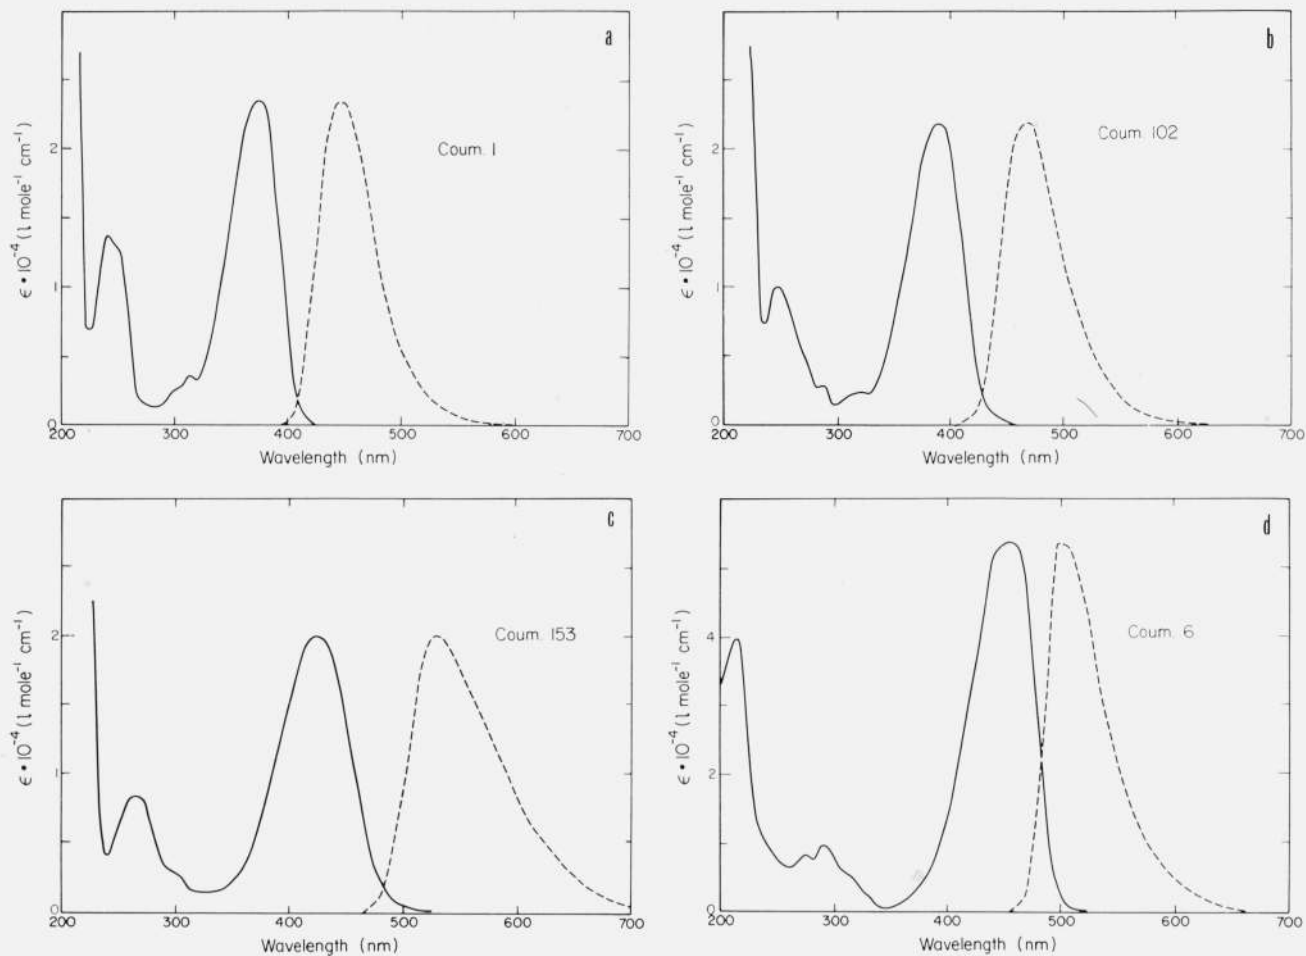 a
2
1
0
ϵ • 10⁻⁴ (l mole⁻¹ cm⁻¹)
Coum. 1
200 300 400 500 600 700
Wavelength (nm)
b
2
1
0
ϵ • 10⁻⁴ (l mole⁻¹ cm⁻¹)
Coum. 102
200 300 400 500 600 700
Wavelength (nm)
c
2
1
0
ϵ • 10⁻⁴ (l mole⁻¹ cm⁻¹)
Coum. 153
200 300 400 500 600 700
Wavelength (nm)
d
4
2
0
ϵ • 10⁻⁴ (l mole⁻¹ cm⁻¹)
Coum. 6
200 300 400 500 600 700
Wavelength (nm)